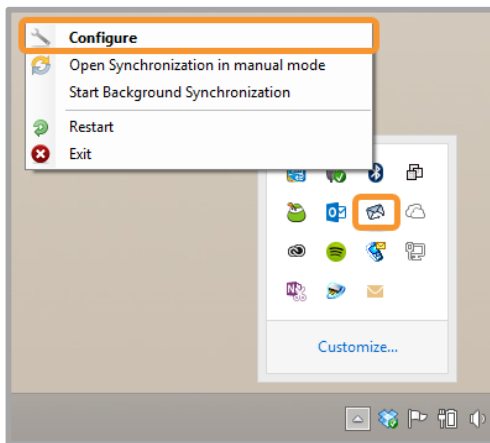 Configure
Open Synchronization in manual mode
Start Background Synchronization
Restart
Exit
Customize...